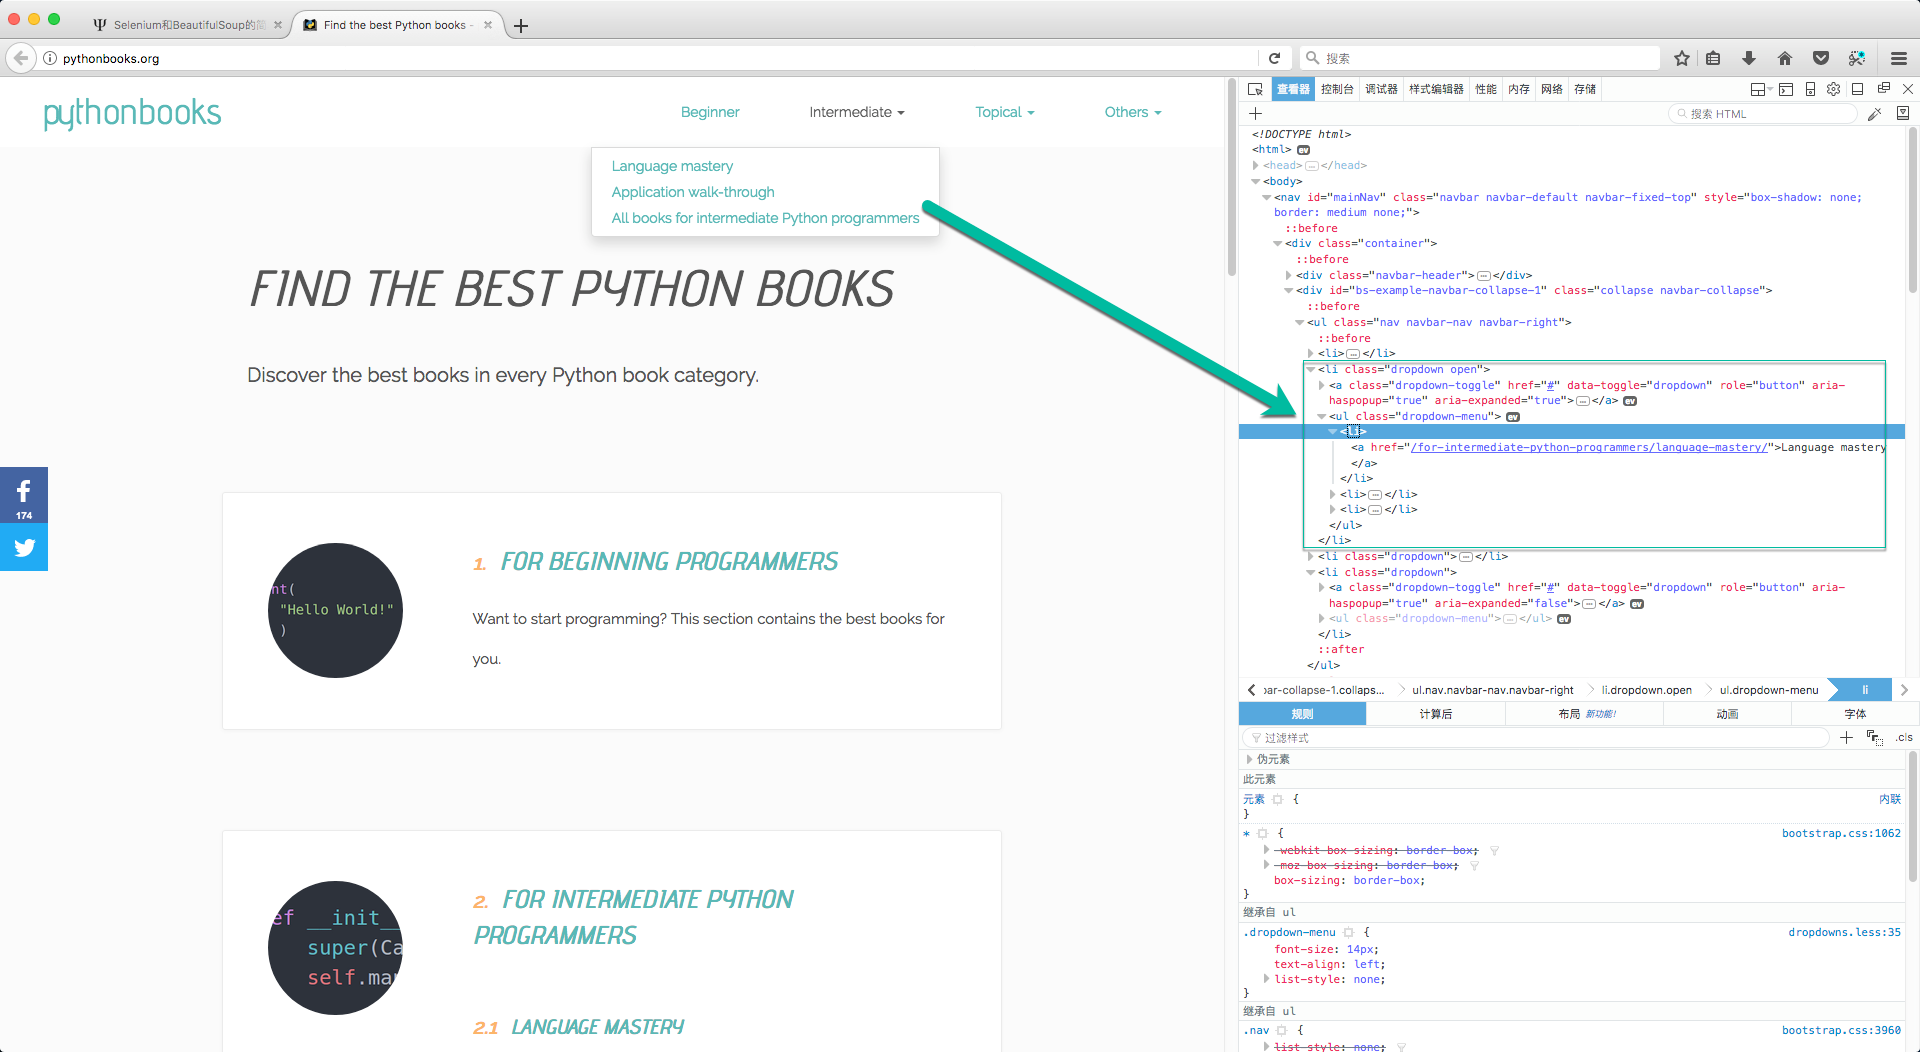 Selenium和BeautifulSoup的简
Find the best Python books -
pythonbooks.org
搜索
pythonbooks
Beginner
Intermediate
Topical
Others
Language mastery
Application walk-through
All books for intermediate Python programmers
FIND THE BEST PYTHON BOOKS
Discover the best books in every Python book category.
174
nt(
"Hello World!"
)
1. FOR BEGINNING PROGRAMMERS
Want to start programming? This section contains the best books for
you.
ef __init__
super(Ca
self.ma
2. FOR INTERMEDIATE PYTHON
PROGRAMMERS
2.1 LANGUAGE MASTERY
查看器 控制台 调试器 样式编辑器 性能 内存 网络 存储
搜索 HTML
<!DOCTYPE html>
<html> ev
<head></head>
<body>
<nav id="mainNav" class="navbar navbar-default navbar-fixed-top" style="box-shadow: none;
border: medium none;">
::before
<div class="container">
::before
<div class="navbar-header"></div>
<div id="bs-example-navbar-collapse-1" class="collapse navbar-collapse">
::before
<ul class="nav navbar-nav navbar-right">
::before
<li></li>
<li class="dropdown open">
<a class="dropdown-toggle" href="#" data-toggle="dropdown" role="button" aria-
haspopup="true" aria-expanded="true"></a> ev
<ul class="dropdown-menu"> ev
<li>
<a href="/for-intermediate-python-programmers/language-mastery/">Language mastery
</a>
</li>
<li></li>
<li></li>
</ul>
</li>
<li class="dropdown"></li>
<li class="dropdown">
<a class="dropdown-toggle" href="#" data-toggle="dropdown" role="button" aria-
haspopup="true" aria-expanded="false"></a> ev
<ul class="dropdown-menu"></ul> ev
</li>
::after
</ul>
bar-collapse-1.collaps... ul.nav.navbar-nav.navbar-right li.dropdown.open ul.dropdown-menu li
规则 计算后 布局 新功能! 动画 字体
过滤样式 .cls
伪元素
此元素
元素 { 内联
}
* { bootstrap.css:1062
-webkit-box-sizing: border-box;
-moz-box-sizing: border-box;
box-sizing: border-box;
}
继承自 ul
.dropdown-menu { dropdowns.less:35
font-size: 14px;
text-align: left;
list-style: none;
}
继承自 ul
.nav { bootstrap.css:3960
list-style: none;